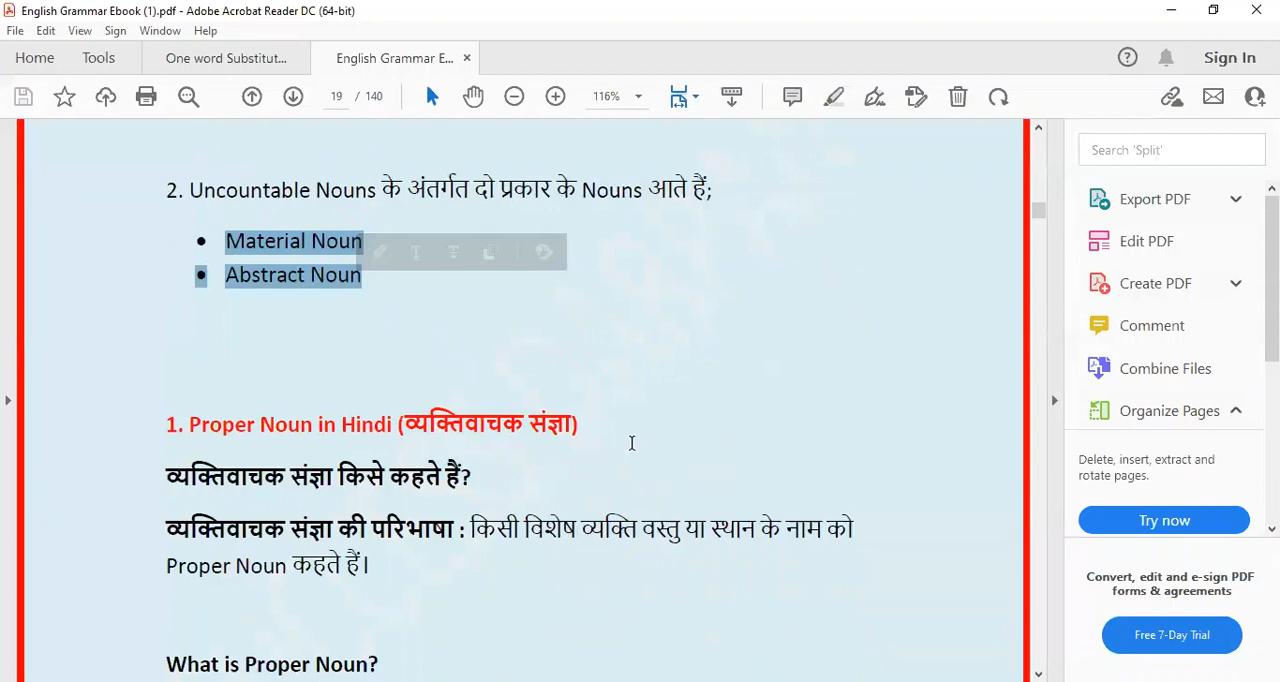 English Grammar Ebook (1).pdf - Adobe Acrobat Reader DC (64-bit)
File Edit View Sign Window Help
Home Tools One word Substitut... English Grammar E... × Sign In
19 / 140 116%
2. Uncountable Nouns के अंतर्गत दो प्रकार के Nouns आते हैं;
• Material Noun
• Abstract Noun
1. Proper Noun in Hindi (व्यक्तिवाचक संज्ञा)
व्यक्तिवाचक संज्ञा किसे कहते हैं?
व्यक्तिवाचक संज्ञा की परिभाषा : किसी विशेष व्यक्ति वस्तु या स्थान के नाम को
Proper Noun कहते हैं।
What is Proper Noun?
Search 'Split'
Export PDF
Edit PDF
Create PDF
Comment
Combine Files
Organize Pages
Delete, insert, extract and
rotate pages.
Try now
Convert, edit and e-sign PDF
forms & agreements
Free 7-Day Trial